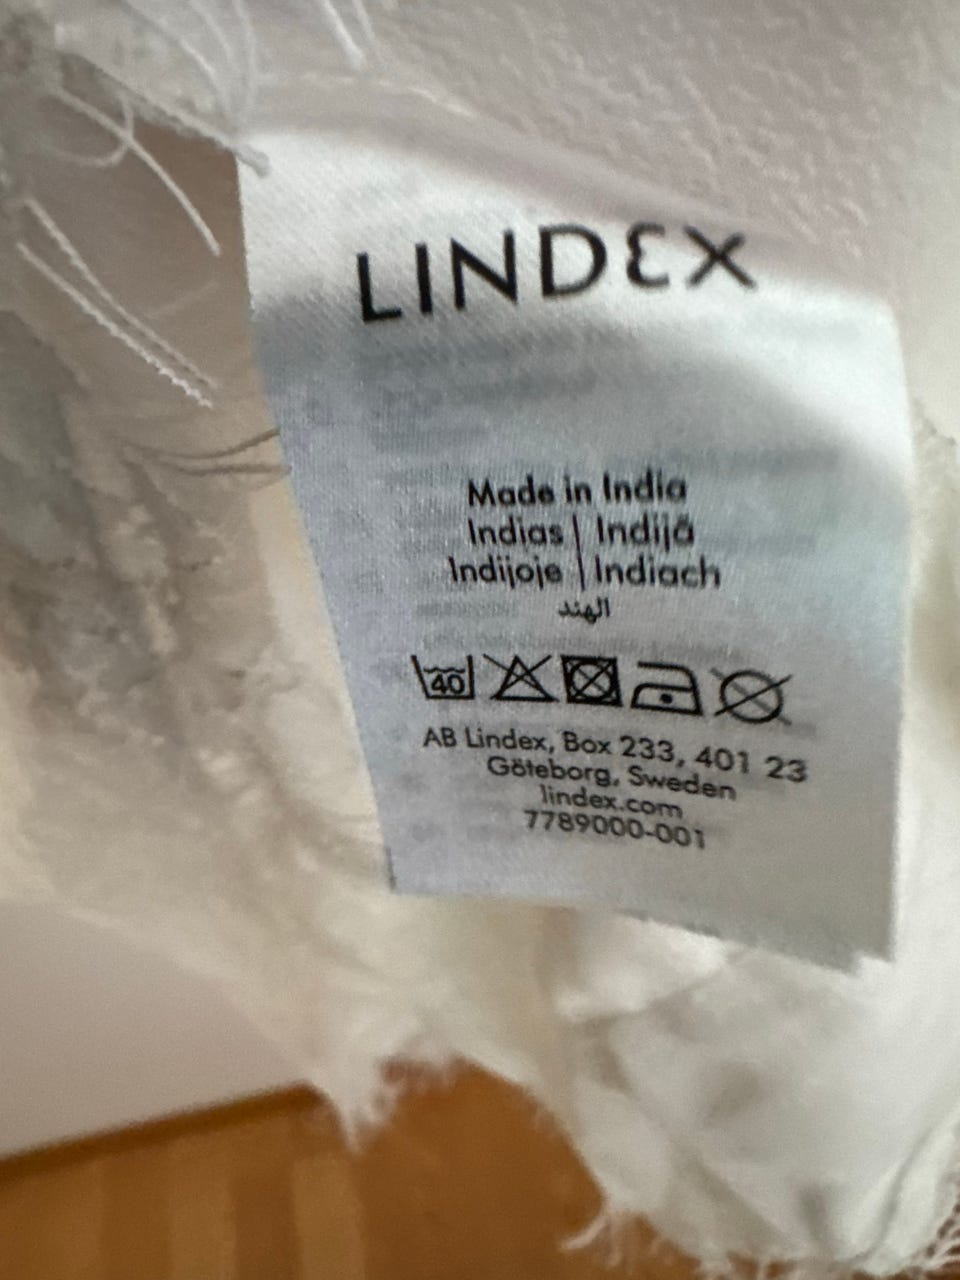 LINDEX
Made in India
Indias | Indijā
Indijoje | Indiach
الهند
40
AB Lindex, Box 233, 401 23
Göteborg, Sweden
lindex.com
7789000-001